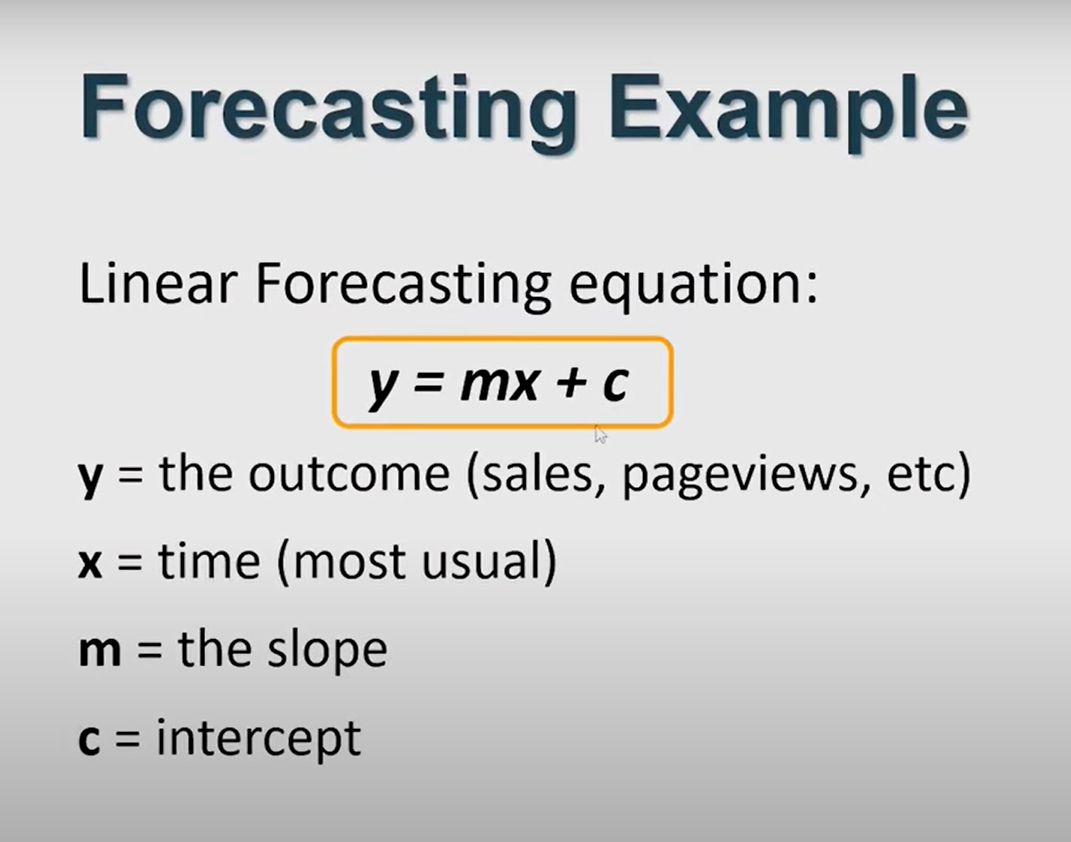 Forecasting Example
Linear Forecasting equation:
y = mx + c
y = the outcome (sales, pageviews, etc)
x = time (most usual)
m = the slope
c = intercept